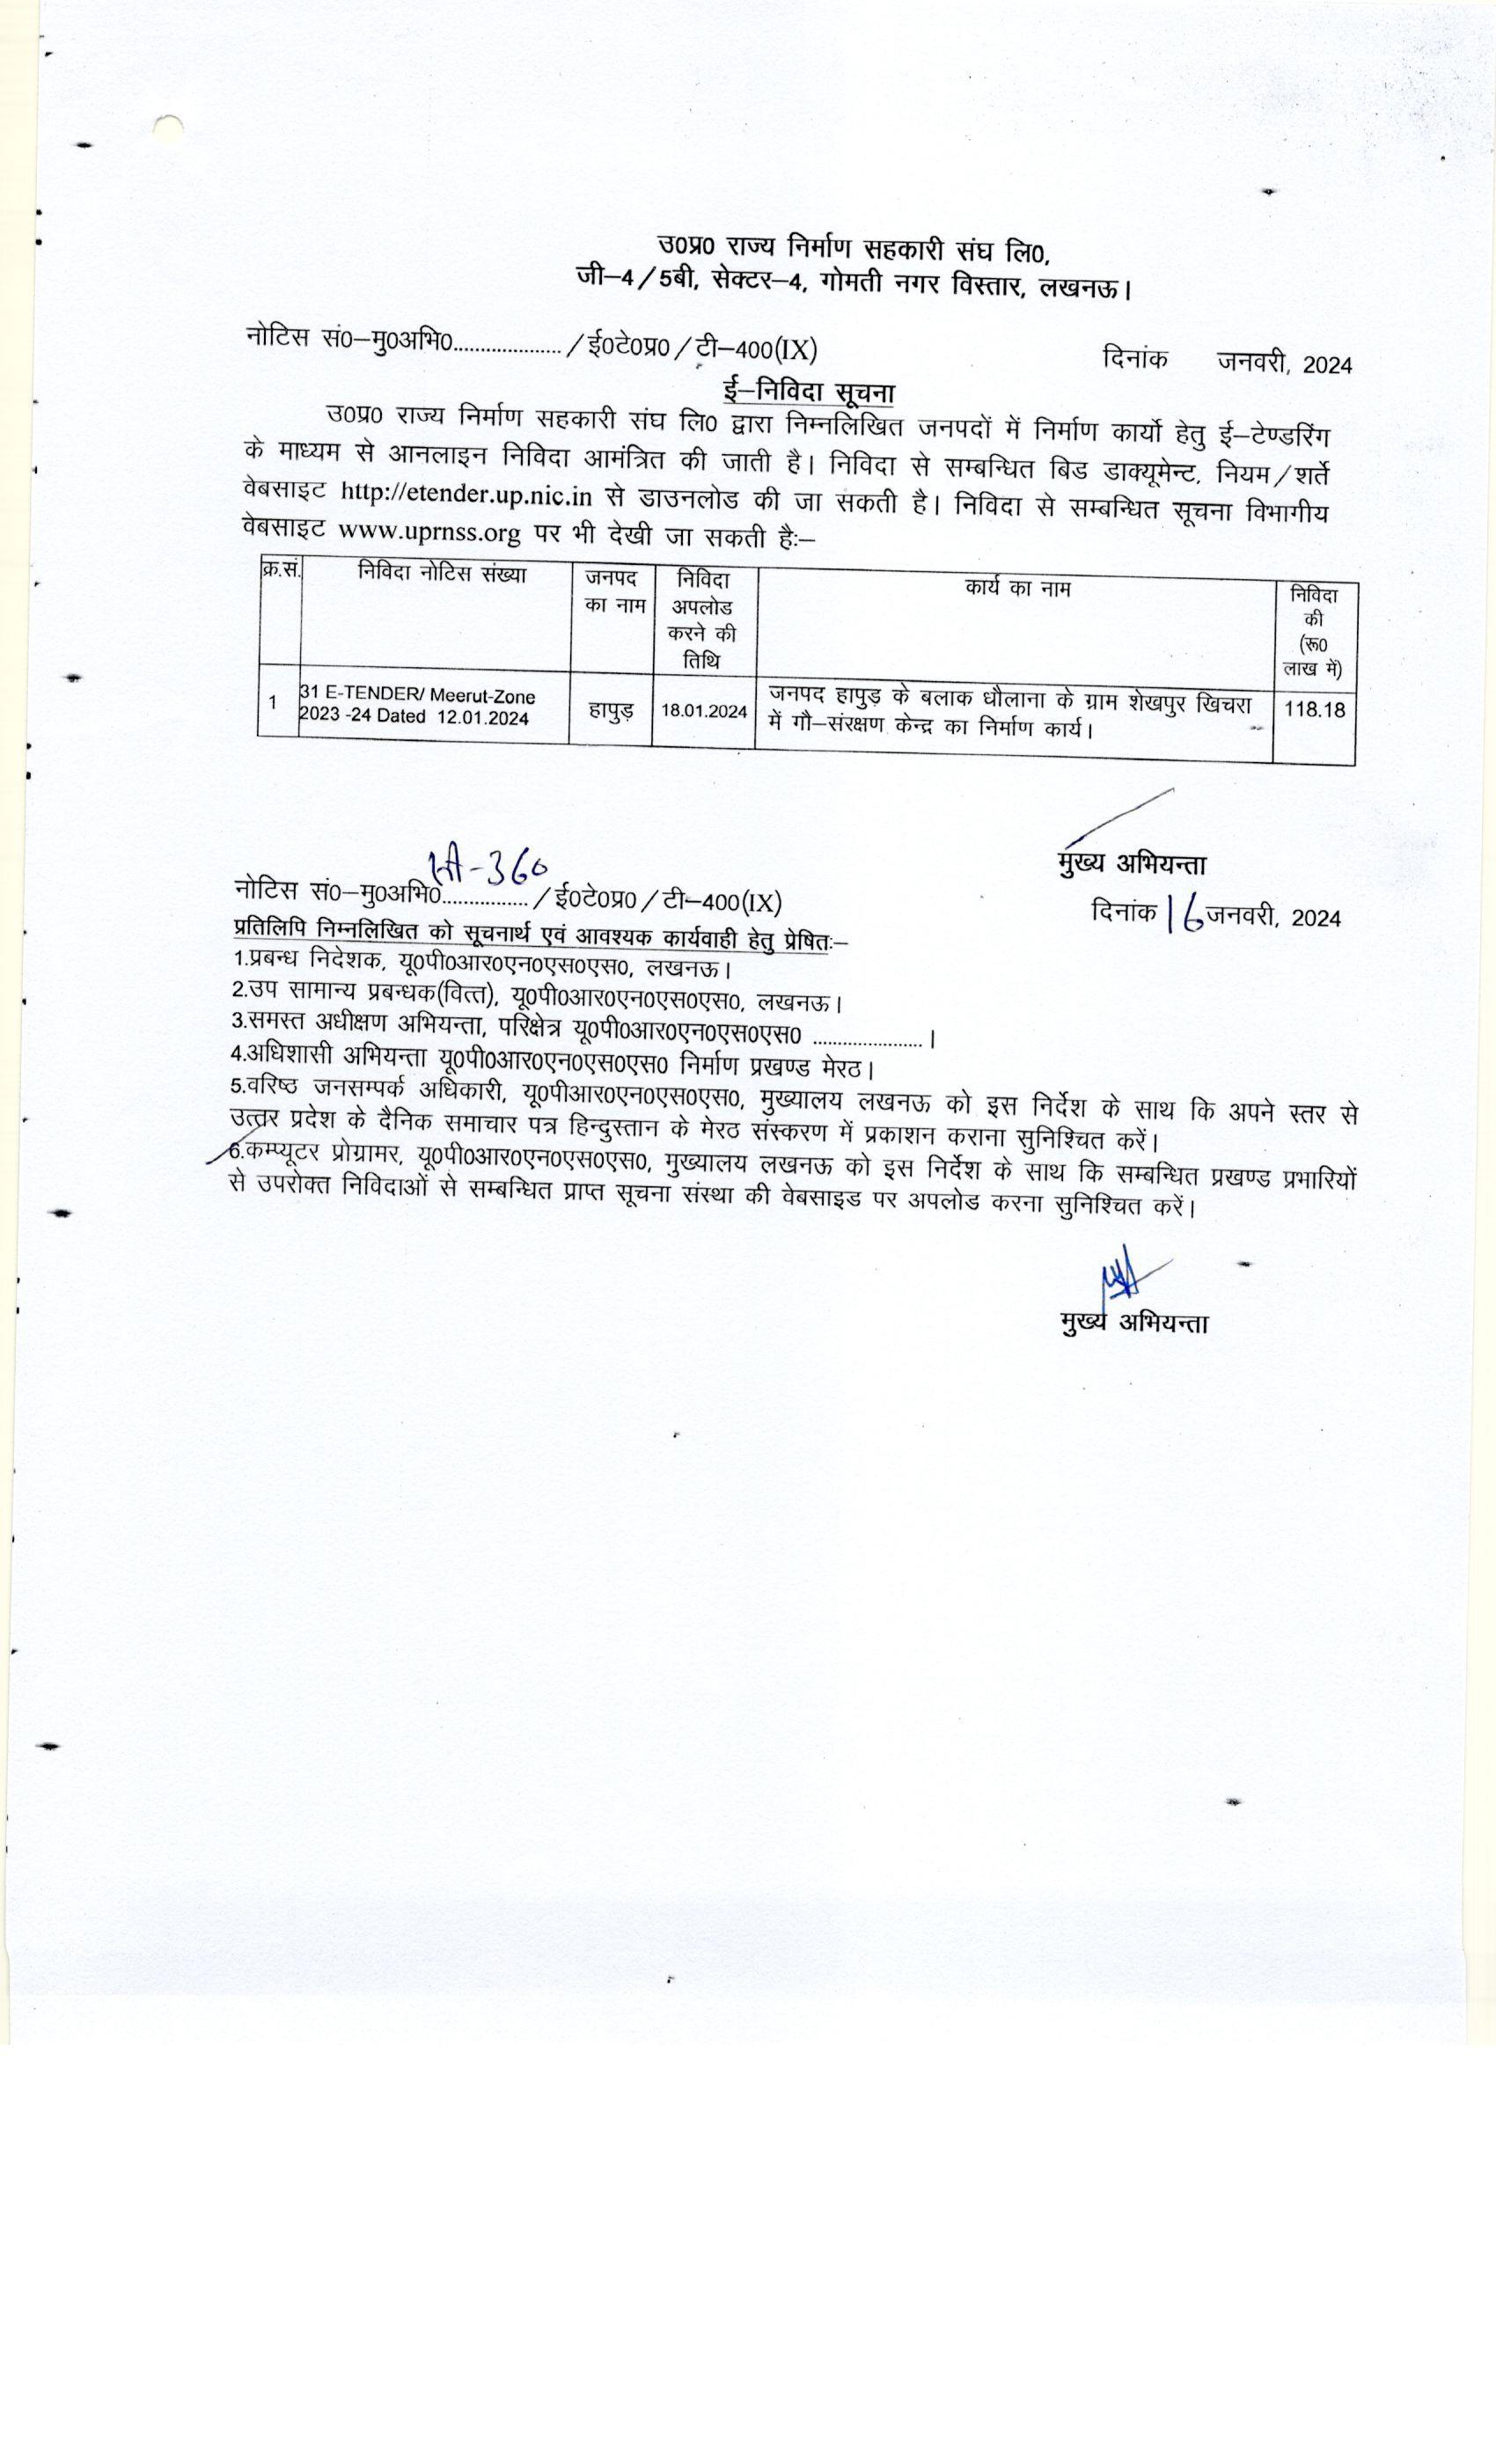 उ0प्र0 राज्य निर्माण सहकारी संघ लि0,
जी–4/5बी, सेक्टर–4, गोमती नगर विस्तार, लखनऊ।
नोटिस सं0–मु0अभि0.................... /ई0टे0प्र0/टी–400(IX) दिनांक जनवरी, 2024
ई–निविदा सूचना
उ0प्र0 राज्य निर्माण सहकारी संघ लि0 द्वारा निम्नलिखित जनपदों में निर्माण कार्यो हेतु ई–टेण्डरिंग
के माध्यम से आनलाइन निविदा आमंत्रित की जाती है। निविदा से सम्बन्धित बिड डाक्यूमेन्ट, नियम/शर्ते
वेबसाइट http://etender.up.nic.in से डाउनलोड की जा सकती है। निविदा से सम्बन्धित सूचना विभागीय
वेबसाइट www.uprnss.org पर भी देखी जा सकती हैः–
क्र.सं. निविदा नोटिस संख्या जनपद का नाम निविदा अपलोड करने की तिथि कार्य का नाम निविदा की (रू0 लाख में)
1 31 E-TENDER/ Meerut-Zone 2023 -24 Dated 12.01.2024 हापुड़ 18.01.2024 जनपद हापुड़ के बलाक धौलाना के ग्राम शेखपुर खिचरा में गौ–संरक्षण केन्द्र का निर्माण कार्य। 118.18
मुख्य अभियन्ता
नोटिस सं0–मु0अभि0................ /ई0टे0प्र0/टी–400(IX) दिनांक 16 जनवरी, 2024
प्रतिलिपि निम्नलिखित को सूचनार्थ एवं आवश्यक कार्यवाही हेतु प्रेषितः–
1.प्रबन्ध निदेशक, यू0पी0आर0एन0एस0एस0, लखनऊ।
2.उप सामान्य प्रबन्धक(वित्त), यू0पी0आर0एन0एस0एस0, लखनऊ।
3.समस्त अधीक्षण अभियन्ता, परिक्षेत्र यू0पी0आर0एन0एस0एस0 ......................।
4.अधिशासी अभियन्ता यू0पी0आर0एन0एस0एस0 निर्माण प्रखण्ड मेरठ।
5.वरिष्ठ जनसम्पर्क अधिकारी, यू0पीआर0एन0एस0एस0, मुख्यालय लखनऊ को इस निर्देश के साथ कि अपने स्तर से
उत्तर प्रदेश के दैनिक समाचार पत्र हिन्दुस्तान के मेरठ संस्करण में प्रकाशन कराना सुनिश्चित करें।
6.कम्प्यूटर प्रोग्रामर, यू0पी0आर0एन0एस0एस0, मुख्यालय लखनऊ को इस निर्देश के साथ कि सम्बन्धित प्रखण्ड प्रभारियों
से उपरोक्त निविदाओं से सम्बन्धित प्राप्त सूचना संस्था की वेबसाइड पर अपलोड करना सुनिश्चित करें।
मुख्य अभियन्ता